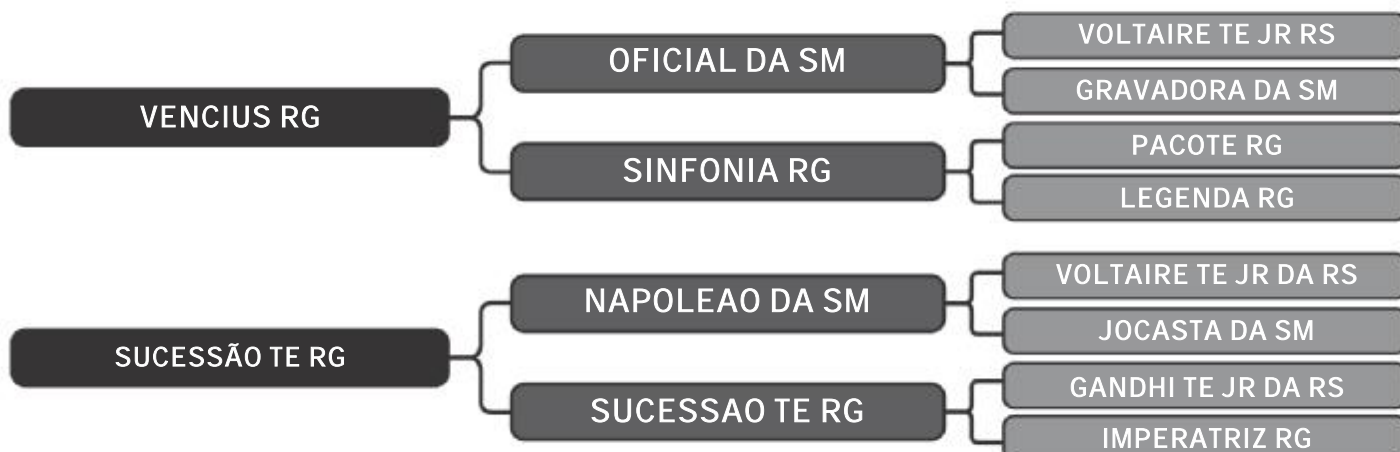 VENCIUS RG
OFICIAL DA SM
SINFONIA RG
VOLTAIRE TE JR RS
GRAVADORA DA SM
PACOTE RG
LEGENDA RG
SUCESSÃO TE RG
NAPOLEAO DA SM
SUCESSAO TE RG
VOLTAIRE TE JR DA RS
JOCASTA DA SM
GANDHI TE JR DA RS
IMPERATRIZ RG